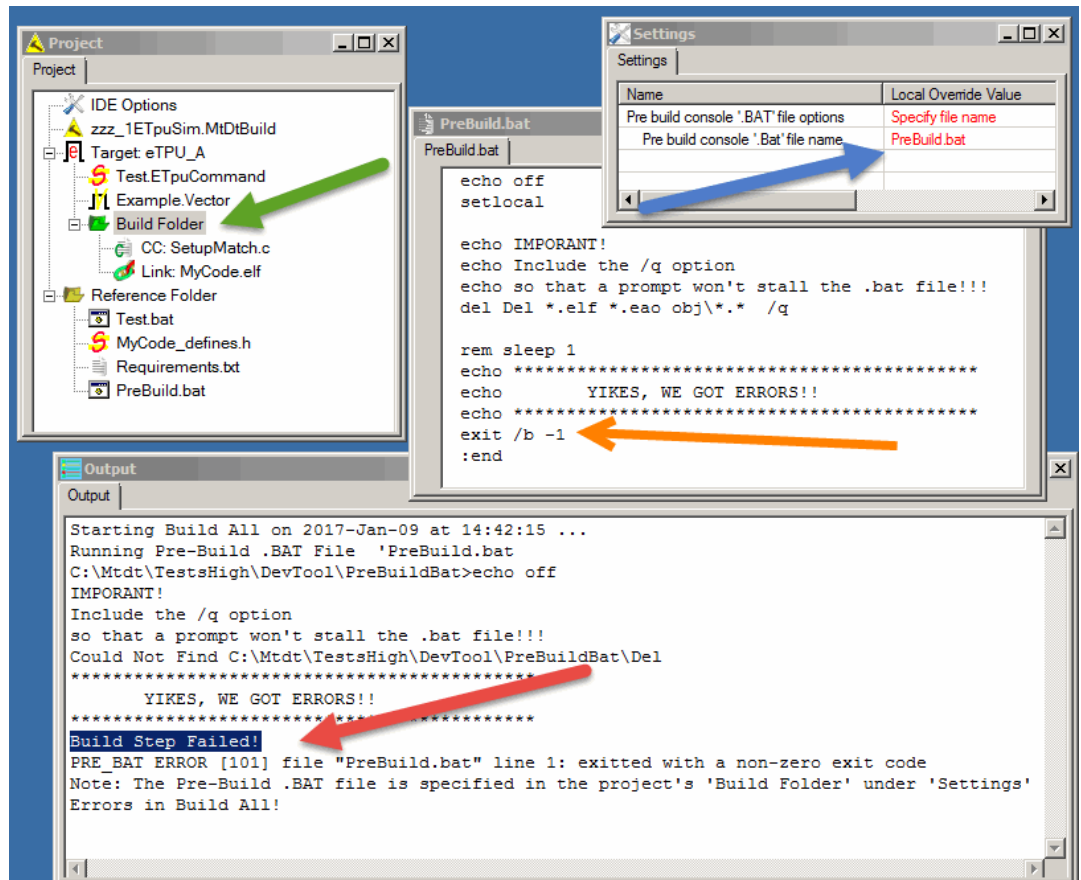 Project
Project
IDE Options
zzz_1ETpuSim.MtDtBuild
Target: eTPU_A
Test.ETpuCommand
Example.Vector
Build Folder
CC: SetupMatch.c
Link: MyCode.elf
Reference Folder
Test.bat
MyCode_defines.h
Requirements.txt
PreBuild.bat
Settings
Settings
Name Local Override Value
Pre build console '.BAT' file options Specify file name
Pre build console '.Bat' file name PreBuild.bat
PreBuild.bat
PreBuild.bat
echo off
setlocal
echo IMPORANT!
echo Include the /q option
echo so that a prompt won't stall the .bat file!!!
del Del *.elf *.eao obj\*.* /q
rem sleep 1
echo ********************************************
echo YIKES, WE GOT ERRORS!!
echo ********************************************
exit /b -1
:end
Output
Output
Starting Build All on 2017-Jan-09 at 14:42:15 ...
Running Pre-Build .BAT File 'PreBuild.bat
C:\Mtdt\TestsHigh\DevTool\PreBuildBat>echo off
IMPORANT!
Include the /q option
so that a prompt won't stall the .bat file!!!
Could Not Find C:\Mtdt\TestsHigh\DevTool\PreBuildBat\Del
********************************************
YIKES, WE GOT ERRORS!!
********************************************
Build Step Failed!
PRE_BAT ERROR [101] file "PreBuild.bat" line 1: exitted with a non-zero exit code
Note: The Pre-Build .BAT file is specified in the project's 'Build Folder' under 'Settings'
Errors in Build All!